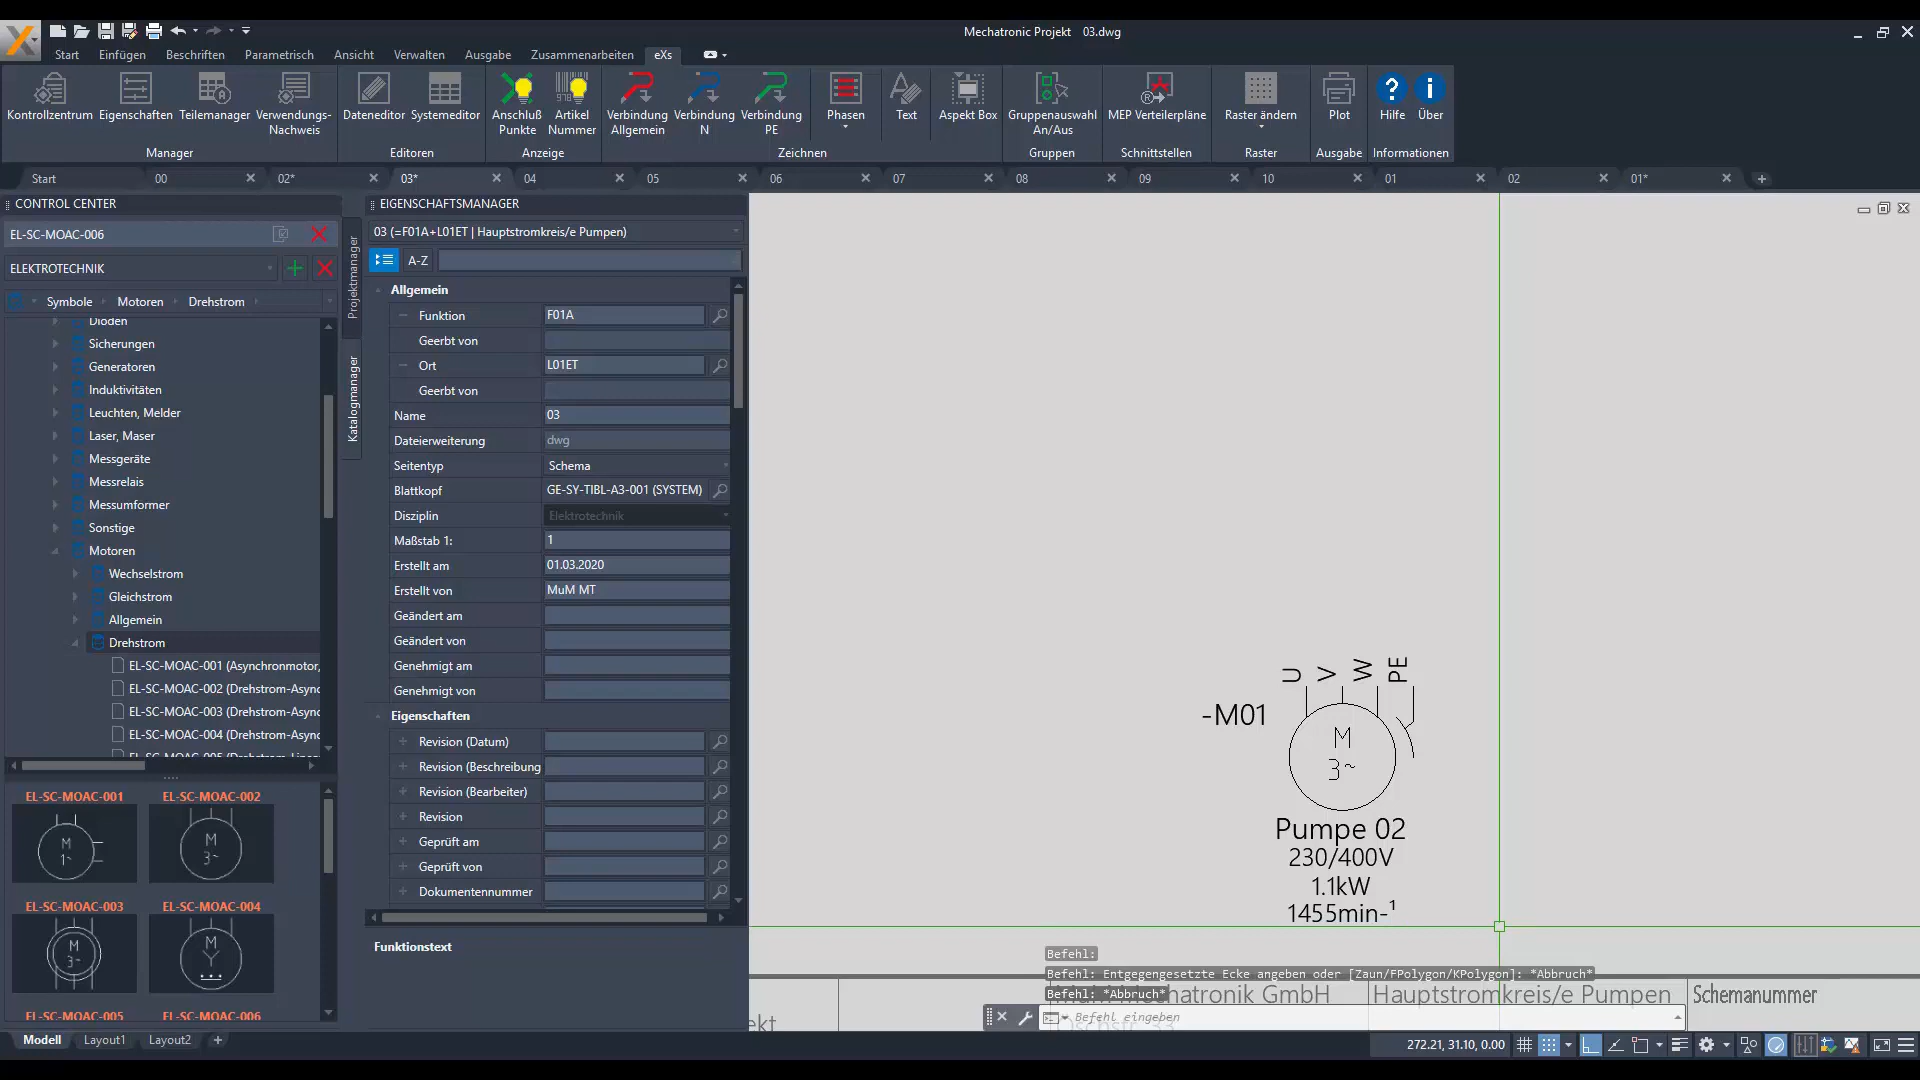 Mechatronic Projekt 03.dwg
Start Einfügen Beschriften Parametrisch Ansicht Verwalten Ausgabe Zusammenarbeiten eXs
Kontrollzentrum Eigenschaften Teilemanager Verwendungs-Nachweis
Dateneditor Systemeditor
Anschluß Punkte Artikel Nummer
Verbindung Allgemein Verbindung N Verbindung PE Phasen Text Aspekt Box
Gruppenauswahl An/Aus
MEP Verteilerpläne
Raster ändern
Plot
Hilfe Über
Manager Editoren Anzeige Zeichnen Gruppen Schnittstellen Raster Ausgabe Informationen
Start 00 02* 03* 04 05 06 07 08 09 10 01 02 01*
CONTROL CENTER
EL-SC-MOAC-006
ELEKTROTECHNIK
Symbole Motoren Drehstrom
Dioden
Sicherungen
Generatoren
Induktivitäten
Leuchten, Melder
Laser, Maser
Messgeräte
Messrelais
Messumformer
Sonstige
Motoren
Wechselstrom
Gleichstrom
Allgemein
Drehstrom
EL-SC-MOAC-001 (Asynchronmotor,
EL-SC-MOAC-002 (Drehstrom-Async
EL-SC-MOAC-003 (Drehstrom-Async
EL-SC-MOAC-004 (Drehstrom-Async
EL-SC-MOAC-001 EL-SC-MOAC-002
M 1~ M 3~
EL-SC-MOAC-003 EL-SC-MOAC-004
M 3~ M Y
EL-SC-MOAC-005 EL-SC-MOAC-006
Projektmanager
Katalogmanager
EIGENSCHAFTSMANAGER
03 (=F01A+L01ET | Hauptstromkreis/e Pumpen)
A-Z
Allgemein
Funktion F01A
Geerbt von
Ort L01ET
Geerbt von
Name 03
Dateierweiterung dwg
Seitentyp Schema
Blattkopf GE-SY-TIBL-A3-001 (SYSTEM)
Disziplin Elektrotechnik
Maßstab 1: 1
Erstellt am 01.03.2020
Erstellt von MuM MT
Geändert am
Geändert von
Genehmigt am
Genehmigt von
Eigenschaften
Revision (Datum)
Revision (Beschreibung
Revision (Bearbeiter)
Revision
Geprüft am
Geprüft von
Dokumentennummer
Funktionstext
U V W PE
-M01
M
3~
Pumpe 02
230/400V
1.1kW
1455min-¹
Befehl:
Befehl: Entgegengesetzte Ecke angeben oder [Zaun/FPolygon/KPolygon]: *Abbruch*
Befehl: *Abbruch*
chatronik GmbH Hauptstromkreis/e Pumpen Schemanummer
Befehl eingeben
Modell Layout1 Layout2 +
272.21, 31.10, 0.00